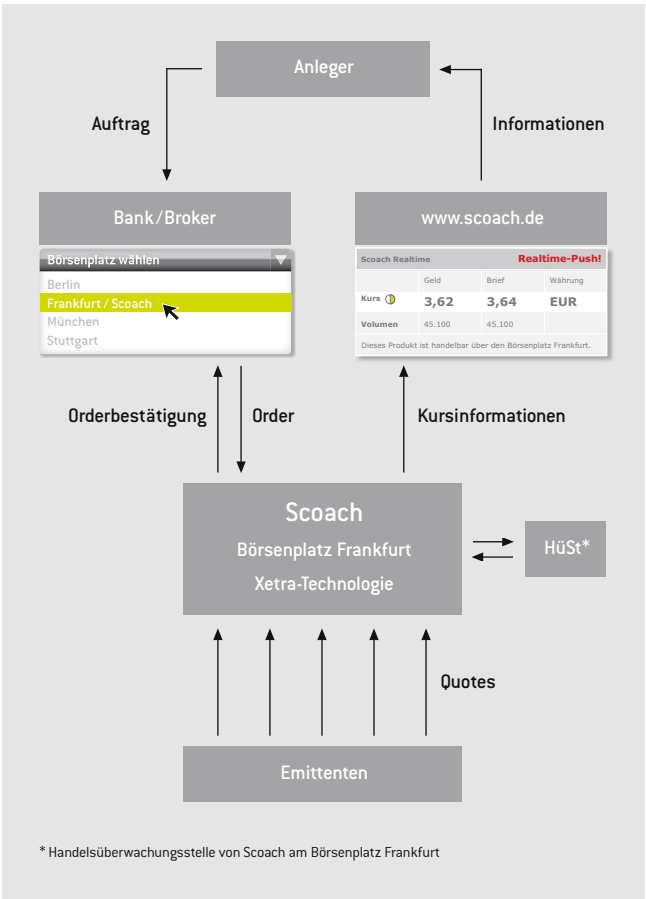 Anleger
Auftrag
Informationen
Bank/Broker
www.scoach.de
Börsenplatz wählen
Berlin
Frankfurt / Scoach
München
Stuttgart
Scoach Realtime Realtime-Push!
Geld Brief Währung
Kurs 3,62 3,64 EUR
Volumen 45.100 45.100
Dieses Produkt ist handelbar über den Börsenplatz Frankfurt.
Orderbestätigung
Order
Kursinformationen
Scoach
Börsenplatz Frankfurt
Xetra-Technologie
HüSt*
Quotes
Emittenten
* Handelsüberwachungsstelle von Scoach am Börsenplatz Frankfurt